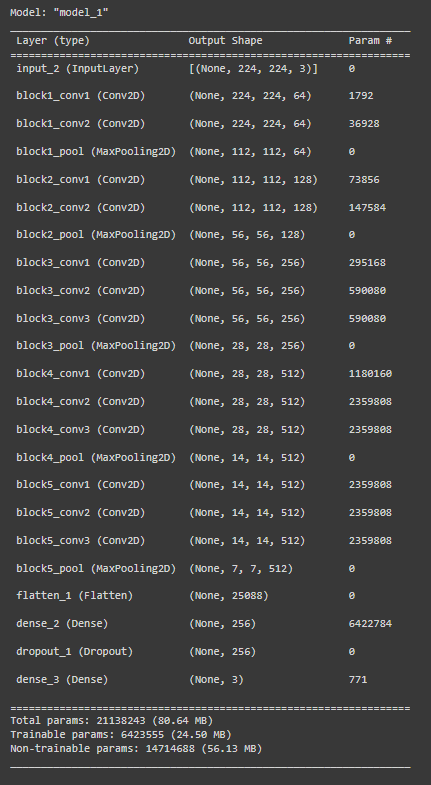 Model: "model_1"
Layer (type) Output Shape Param #
input_2 (InputLayer) [(None, 224, 224, 3)] 0
block1_conv1 (Conv2D) (None, 224, 224, 64) 1792
block1_conv2 (Conv2D) (None, 224, 224, 64) 36928
block1_pool (MaxPooling2D) (None, 112, 112, 64) 0
block2_conv1 (Conv2D) (None, 112, 112, 128) 73856
block2_conv2 (Conv2D) (None, 112, 112, 128) 147584
block2_pool (MaxPooling2D) (None, 56, 56, 128) 0
block3_conv1 (Conv2D) (None, 56, 56, 256) 295168
block3_conv2 (Conv2D) (None, 56, 56, 256) 590080
block3_conv3 (Conv2D) (None, 56, 56, 256) 590080
block3_pool (MaxPooling2D) (None, 28, 28, 256) 0
block4_conv1 (Conv2D) (None, 28, 28, 512) 1180160
block4_conv2 (Conv2D) (None, 28, 28, 512) 2359808
block4_conv3 (Conv2D) (None, 28, 28, 512) 2359808
block4_pool (MaxPooling2D) (None, 14, 14, 512) 0
block5_conv1 (Conv2D) (None, 14, 14, 512) 2359808
block5_conv2 (Conv2D) (None, 14, 14, 512) 2359808
block5_conv3 (Conv2D) (None, 14, 14, 512) 2359808
block5_pool (MaxPooling2D) (None, 7, 7, 512) 0
flatten_1 (Flatten) (None, 25088) 0
dense_2 (Dense) (None, 256) 6422784
dropout_1 (Dropout) (None, 256) 0
dense_3 (Dense) (None, 3) 771
Total params: 21138243 (80.64 MB)
Trainable params: 6423555 (24.50 MB)
Non-trainable params: 14714688 (56.13 MB)